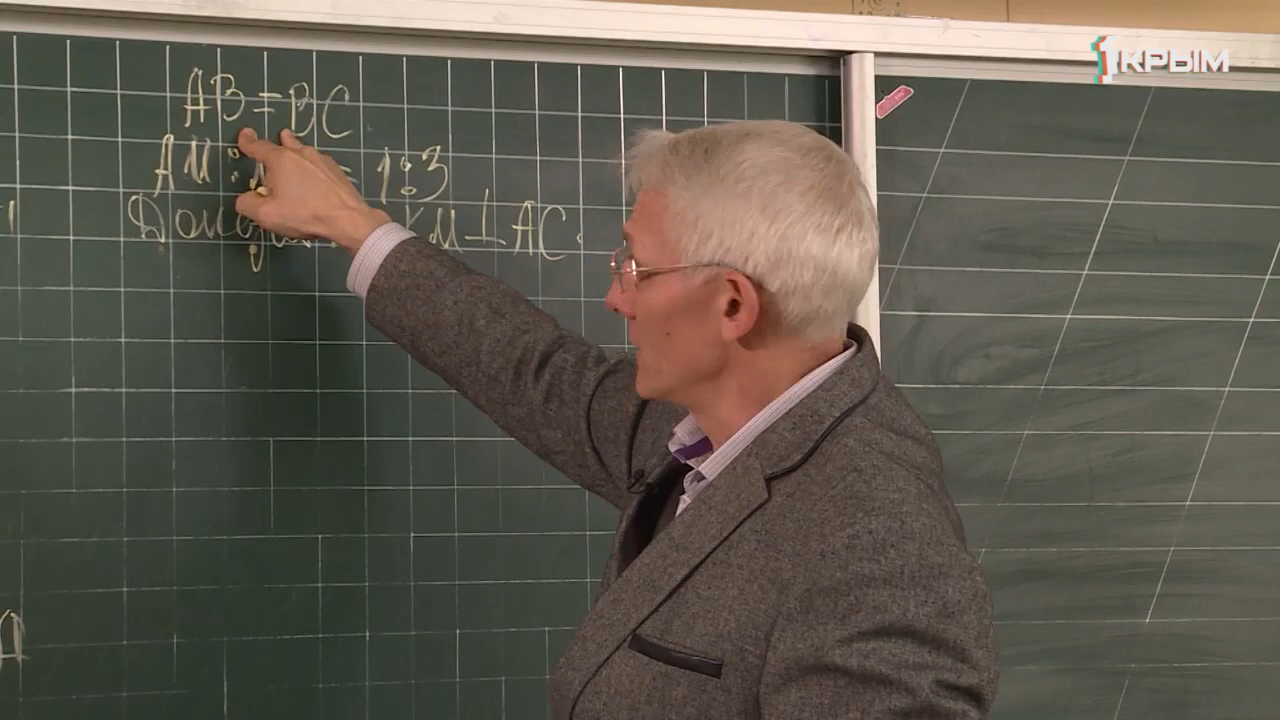 1КРЫМ
AB = BC
AM : = 1:3
KM ⊥ AC.